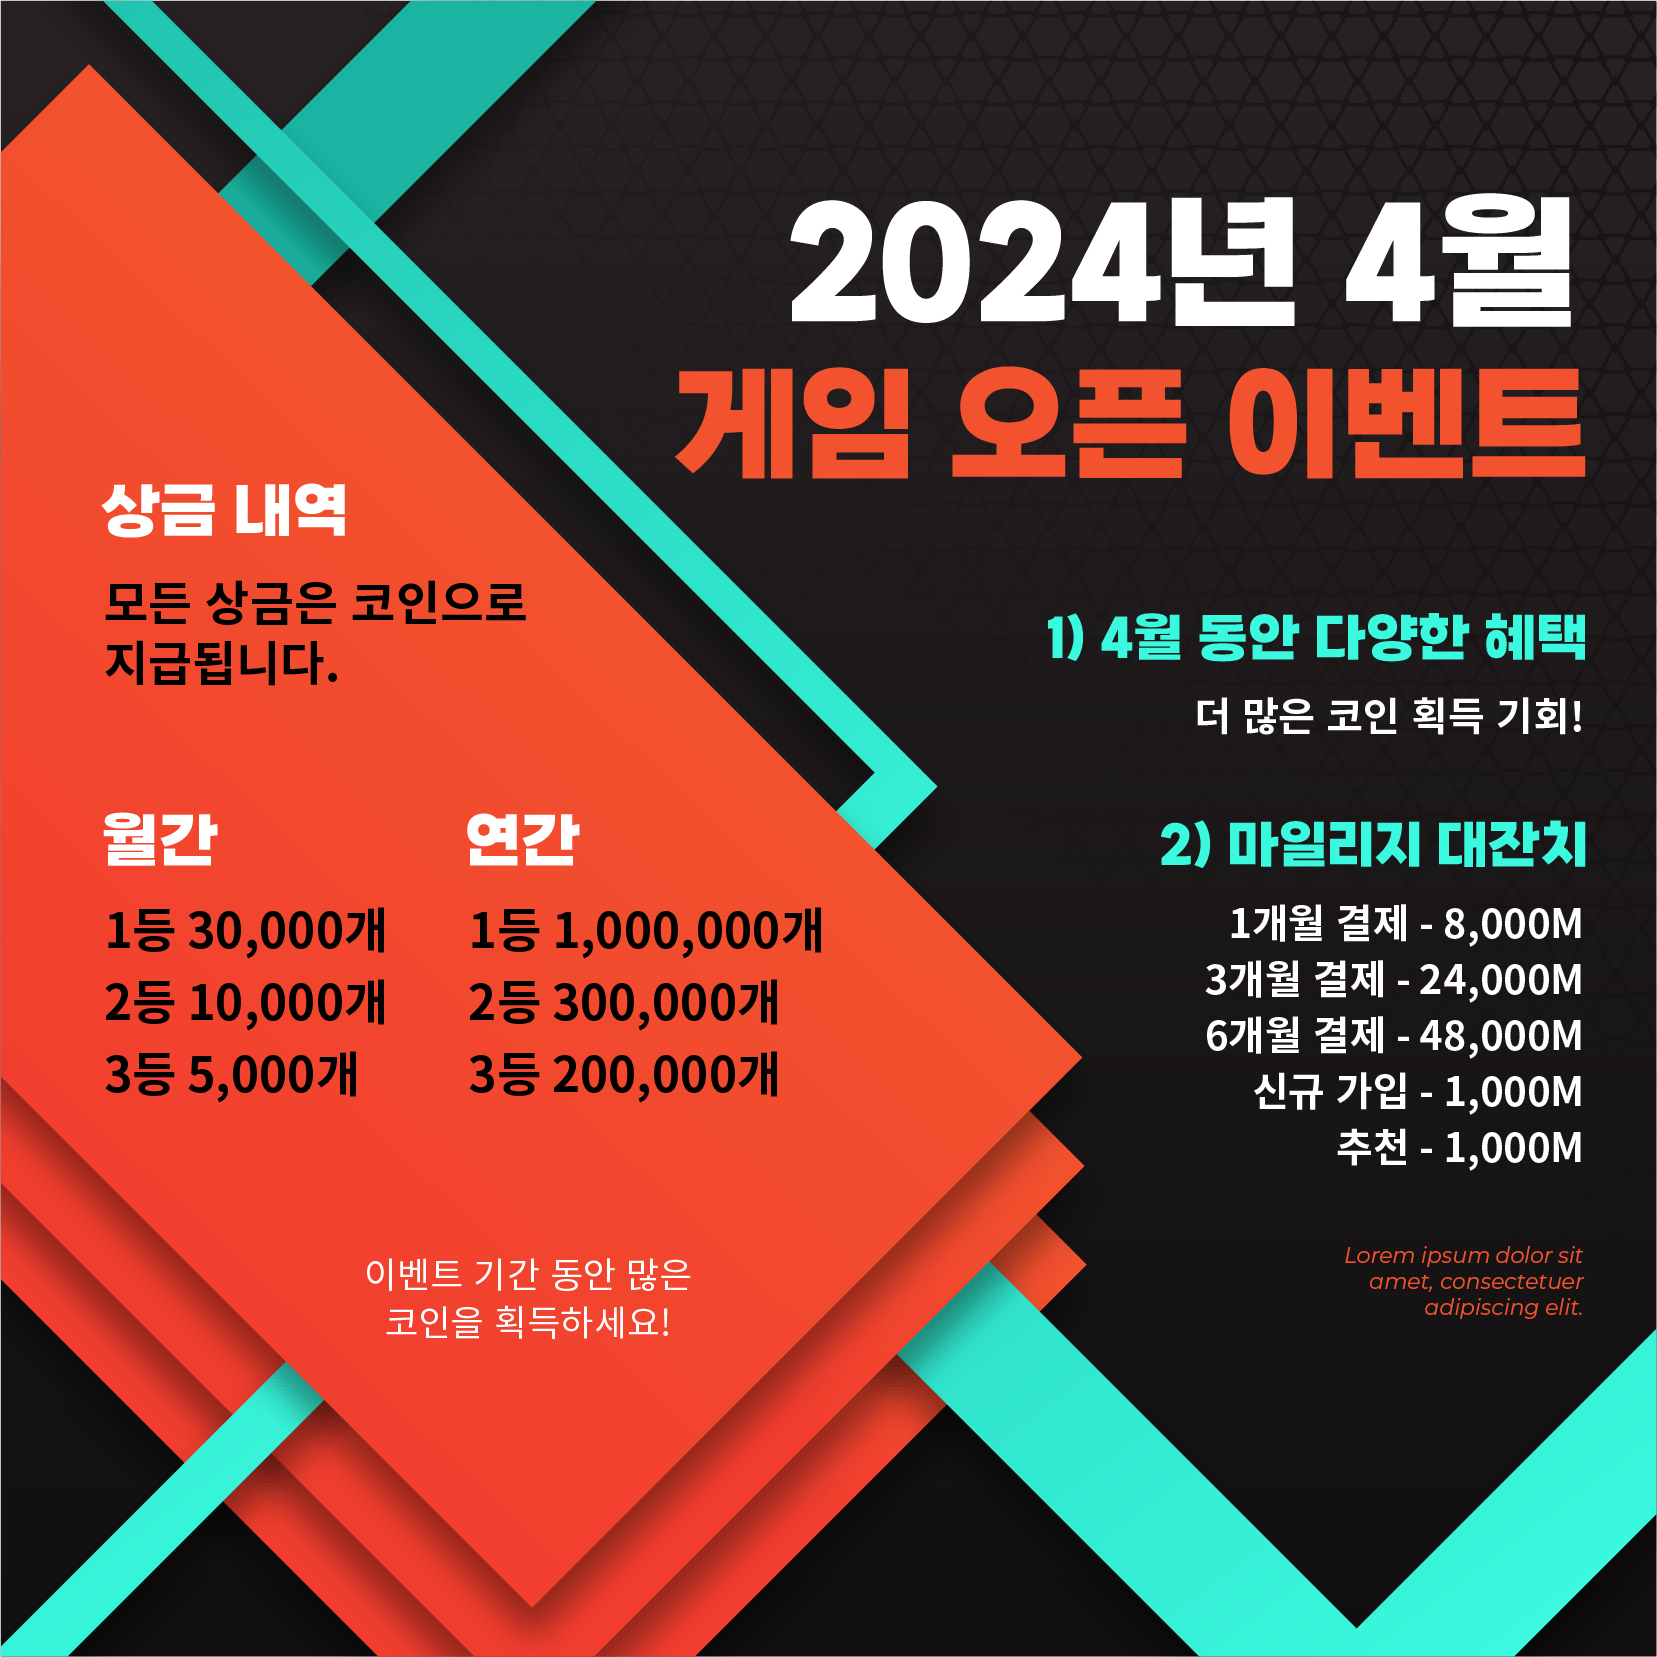 2024년 4월
게임 오픈 이벤트
상금 내역
모든 상금은 코인으로
지급됩니다.
월간
1등 30,000개
2등 10,000개
3등 5,000개
연간
1등 1,000,000개
2등 300,000개
3등 200,000개
이벤트 기간 동안 많은
코인을 획득하세요!
1) 4월 동안 다양한 혜택
더 많은 코인 획득 기회!
2) 마일리지 대잔치
1개월 결제 - 8,000M
3개월 결제 - 24,000M
6개월 결제 - 48,000M
신규 가입 - 1,000M
추천 - 1,000M
Lorem ipsum dolor sit
amet, consectetuer
adipiscing elit.